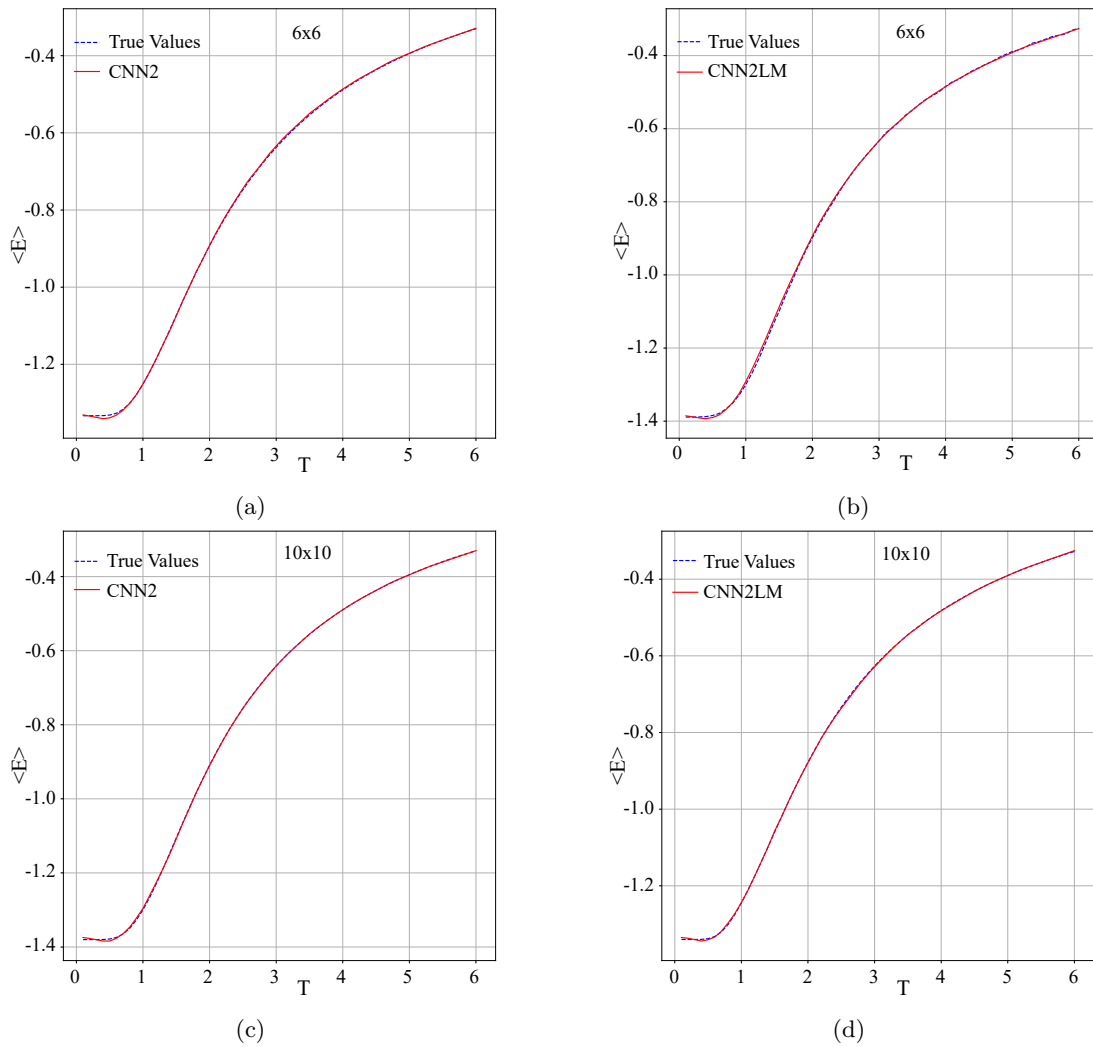 6x6
True Values
CNN2
<E>
-0.4
-0.6
-0.8
-1.0
-1.2
0 1 2 3 4 5 6
T
(a)
6x6
True Values
CNN2LM
<E>
-0.4
-0.6
-0.8
-1.0
-1.2
-1.4
0 1 2 3 4 5 6
T
(b)
10x10
True Values
CNN2
<E>
-0.4
-0.6
-0.8
-1.0
-1.2
-1.4
0 1 2 3 4 5 6
T
(c)
10x10
True Values
CNN2LM
<E>
-0.4
-0.6
-0.8
-1.0
-1.2
0 1 2 3 4 5 6
T
(d)